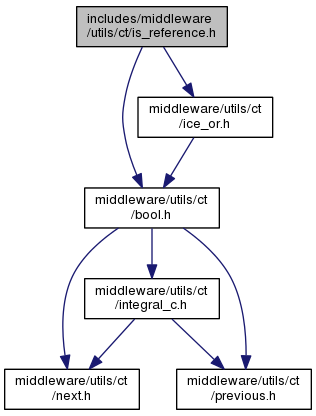 includes/middleware
/utils/ct/is_reference.h
middleware/utils/ct
/ice_or.h
middleware/utils/ct
/bool.h
middleware/utils/ct
/integral_c.h
middleware/utils/ct
/next.h
middleware/utils/ct
/previous.h